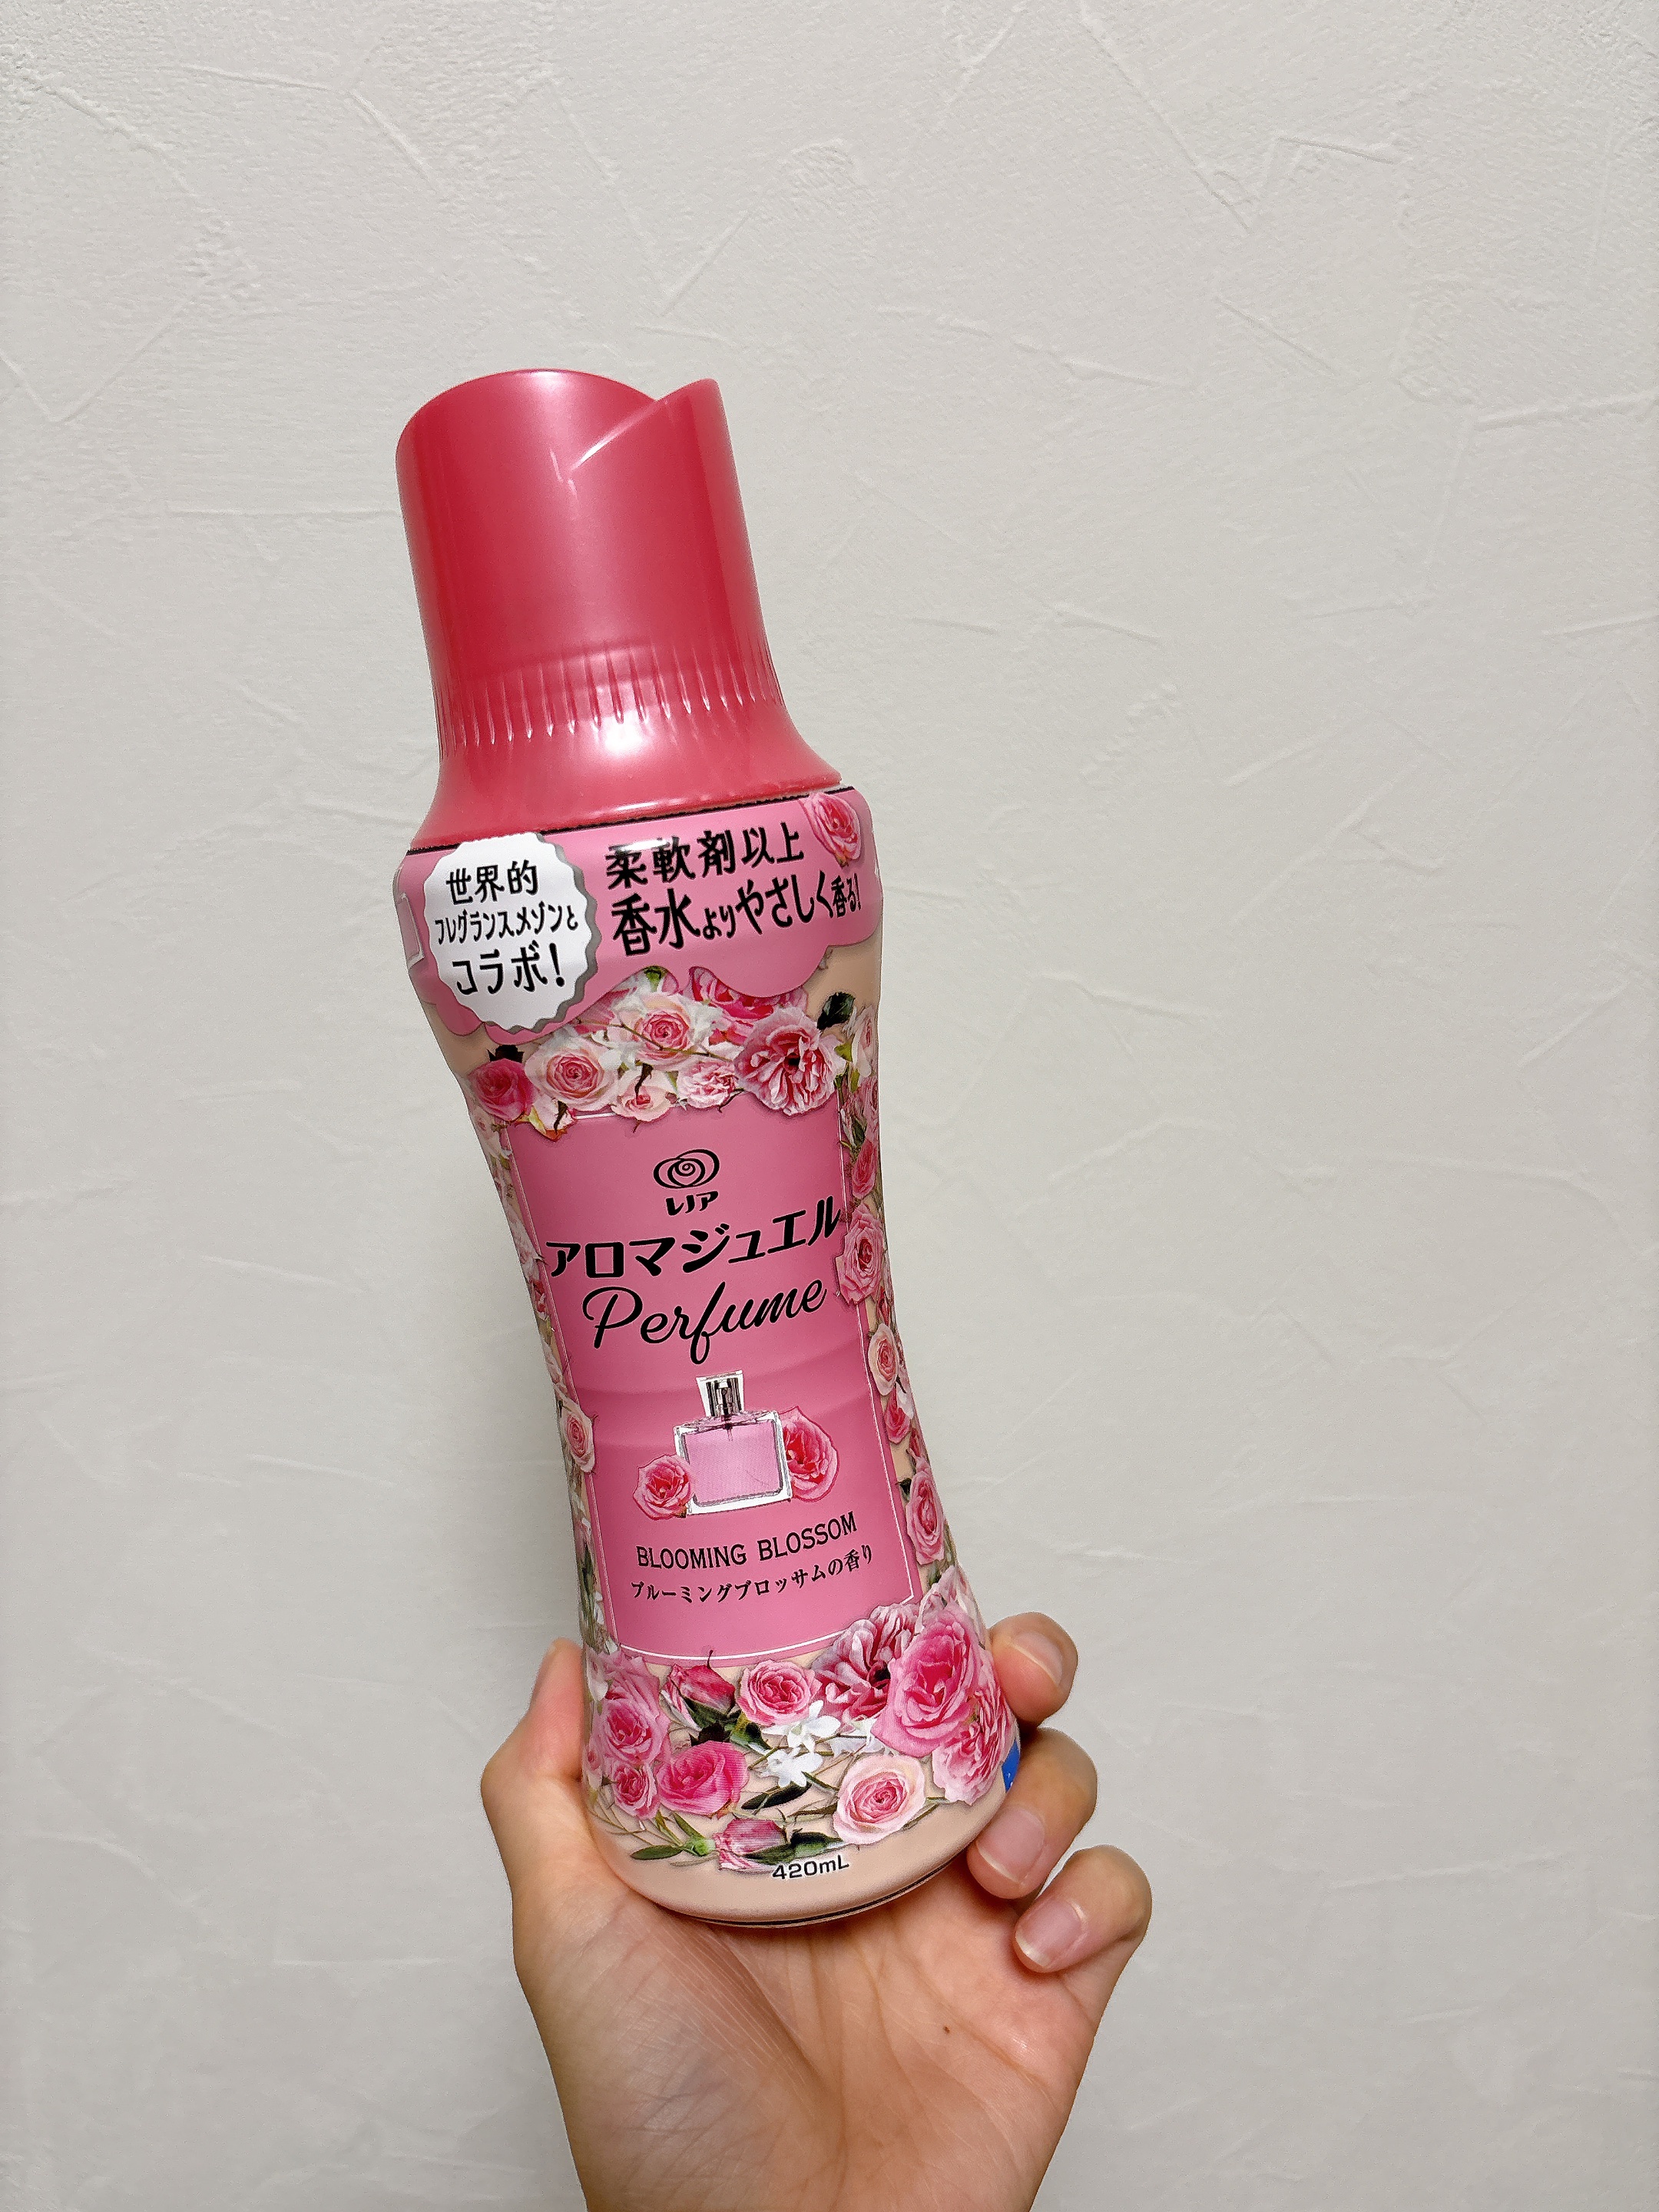 世界的
フレグランスメゾンと
コラボ!
柔軟剤以上
香水よりやさしく香る!
レノア
アロマジュエル
Perfume
BLOOMING BLOSSOM
ブルーミングブロッサムの香り
420mL